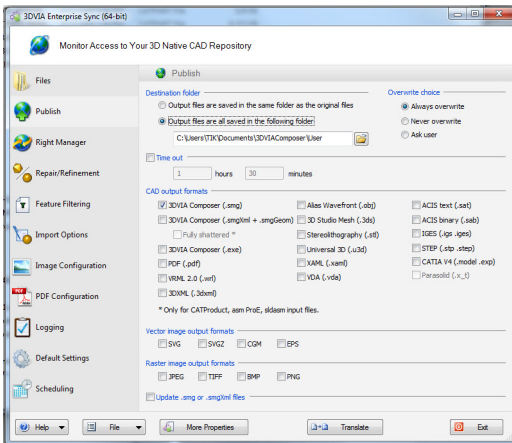 3DVIA Enterprise Sync (64-bit)
Monitor Access to Your 3D Native CAD Repository
Files
Publish
Right Manager
Repair/Refinement
Feature Filtering
Import Options
Image Configuration
PDF Configuration
Logging
Default Settings
Scheduling
Publish
Destination folder
Output files are saved in the same folder as the original files
Output files are all saved in the following folder
C:\Users\TIK\Documents\3DVIAComposer\User
Overwrite choice
Always overwrite
Never overwrite
Ask user
Time out
1 hours 30 minutes
CAD output formats
3DVIA Composer (.smg)
3DVIA Composer (.smgXml + .smgGeom)
Fully shattered *
3DVIA Composer (.exe)
PDF (.pdf)
VRML 2.0 (.wrl)
3DXML (.3dxml)
Alias Wavefront (.obj)
3D Studio Mesh (.3ds)
Stereolithography (.stl)
Universal 3D (.u3d)
XAML (.xaml)
VDA (.vda)
ACIS text (.sat)
ACIS binary (.sab)
IGES (.igs .iges)
STEP (.stp .step)
CATIA V4 (.model .exp)
Parasolid (.x_t)
* Only for CATProduct, asm ProE, sldasm input files.
Vector image output formats
SVG SVGZ CGM EPS
Raster image output formats
JPEG TIFF BMP PNG
Update .smg or .smgXml files
Help File More Properties Translate Exit